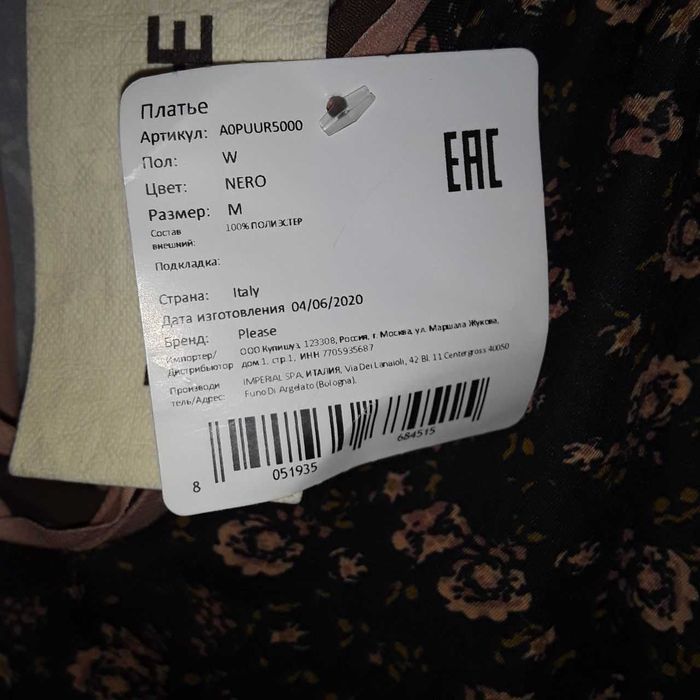 E
Платье
Артикул: A0PUUR5000
Пол: W
Цвет: NERO
Размер: M
Состав внешний: 100% ПОЛИЭСТЕР
Подкладка:
Страна: Italy
Дата изготовления 04/06/2020
Бренд: Please
Импортер/ ООО Купишуз, 123308, Россия, г. Москва, ул. Маршала Жукова,
Дистрибьютор дом 1, стр.1, ИНН 7705935687
Производи IMPERIAL SPA, ИТАЛИЯ, Via Dei Lanaioli, 42 Bl. 11 Centergross 40050
тель/Адрес: Funo Di Argelato (Bologna).
EAC
8 051935 684515